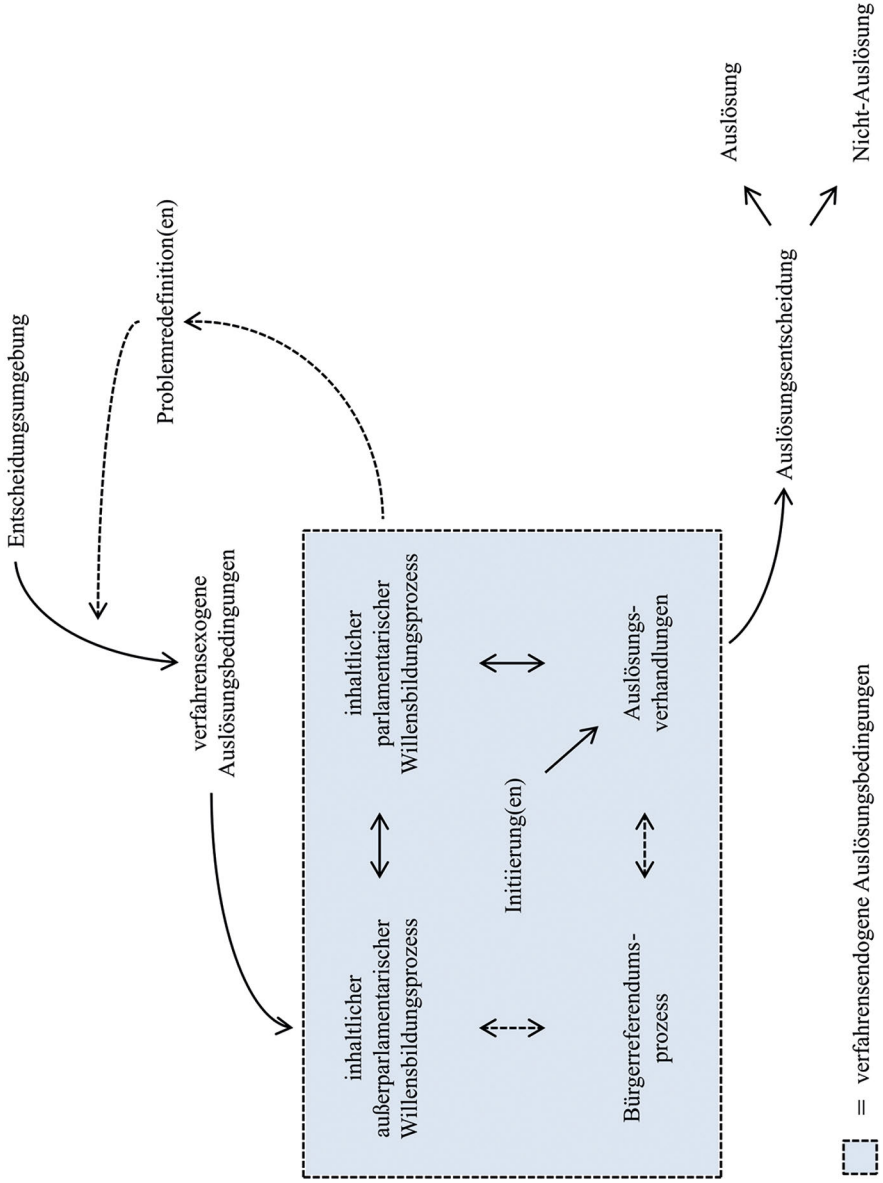 Entscheidungsumgebung
Problemredefinition(en)
verfahrensexogene
Auslösungsbedingungen
inhaltlicher
außerparlamentarischer
Willensbildungsprozess
inhaltlicher
parlamentarischer
Willensbildungsprozess
Initiierung(en)
Bürgerreferendums-
prozess
Auslösungs-
verhandlungen
Auslösungsentscheidung
Auslösung
Nicht-Auslösung
= verfahrensendogene Auslösungsbedingungen